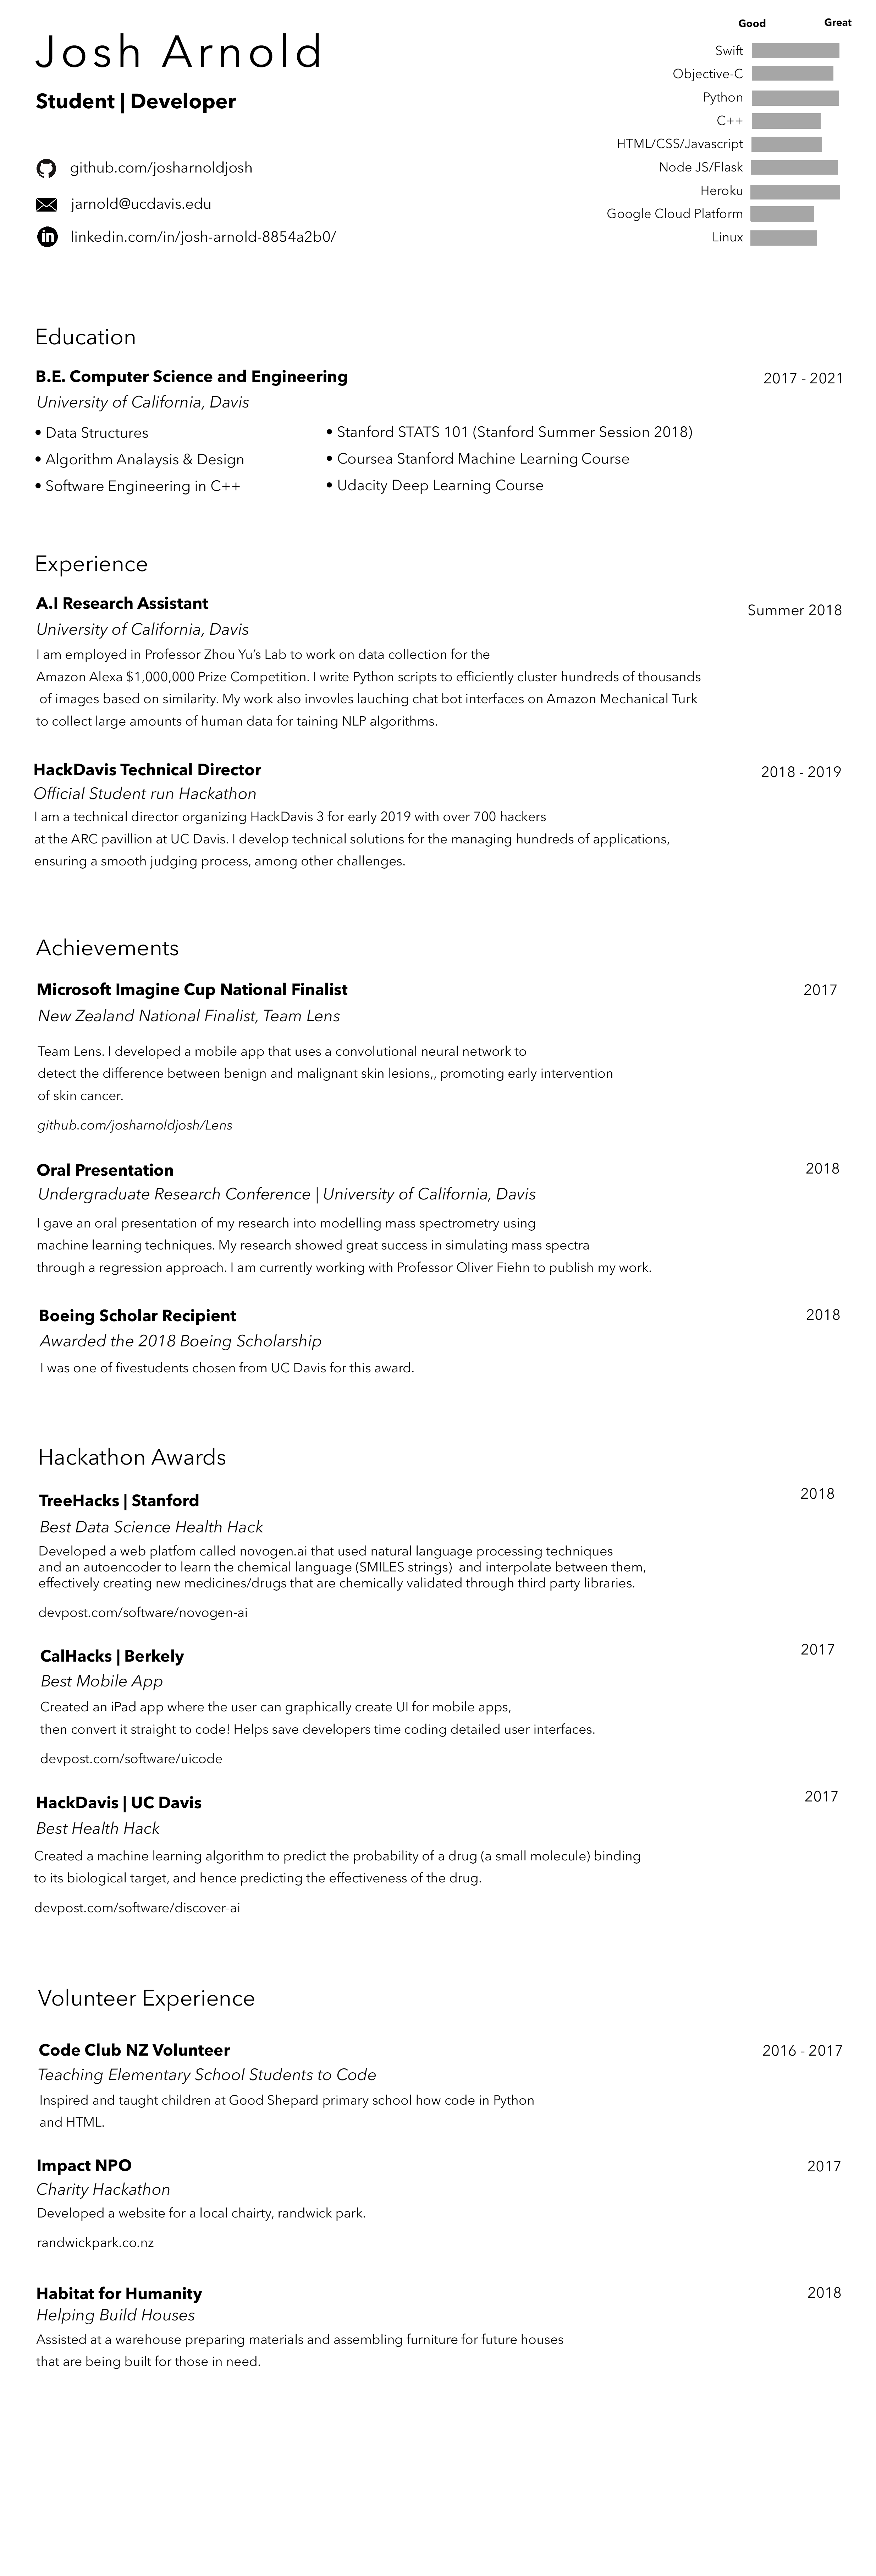 Josh Arnold
Student | Developer
github.com/josharnoldjosh
jarnold@ucdavis.edu
linkedin.com/in/josh-arnold-8854a2b0/
Good Great
Swift
Objective-C
Python
C++
HTML/CSS/Javascript
Node JS/Flask
Heroku
Google Cloud Platform
Linux
Education
B.E. Computer Science and Engineering 2017 - 2021
University of California, Davis
• Data Structures
• Algorithm Analaysis & Design
• Software Engineering in C++
• Stanford STATS 101 (Stanford Summer Session 2018)
• Coursea Stanford Machine Learning Course
• Udacity Deep Learning Course
Experience
A.I Research Assistant Summer 2018
University of California, Davis
I am employed in Professor Zhou Yu's Lab to work on data collection for the
Amazon Alexa $1,000,000 Prize Competition. I write Python scripts to efficiently cluster hundreds of thousands
of images based on similarity. My work also invovles lauching chat bot interfaces on Amazon Mechanical Turk
to collect large amounts of human data for taining NLP algorithms.
HackDavis Technical Director 2018 - 2019
Official Student run Hackathon
I am a technical director organizing HackDavis 3 for early 2019 with over 700 hackers
at the ARC pavillion at UC Davis. I develop technical solutions for the managing hundreds of applications,
ensuring a smooth judging process, among other challenges.
Achievements
Microsoft Imagine Cup National Finalist 2017
New Zealand National Finalist, Team Lens
Team Lens. I developed a mobile app that uses a convolutional neural network to
detect the difference between benign and malignant skin lesions,, promoting early intervention
of skin cancer.
github.com/josharnoldjosh/Lens
Oral Presentation 2018
Undergraduate Research Conference | University of California, Davis
I gave an oral presentation of my research into modelling mass spectrometry using
machine learning techniques. My research showed great success in simulating mass spectra
through a regression approach. I am currently working with Professor Oliver Fiehn to publish my work.
Boeing Scholar Recipient 2018
Awarded the 2018 Boeing Scholarship
I was one of fivestudents chosen from UC Davis for this award.
Hackathon Awards
TreeHacks | Stanford 2018
Best Data Science Health Hack
Developed a web platfom called novogen.ai that used natural language processing techniques
and an autoencoder to learn the chemical language (SMILES strings) and interpolate between them,
effectively creating new medicines/drugs that are chemically validated through third party libraries.
devpost.com/software/novogen-ai
CalHacks | Berkely 2017
Best Mobile App
Created an iPad app where the user can graphically create UI for mobile apps,
then convert it straight to code! Helps save developers time coding detailed user interfaces.
devpost.com/software/uicode
HackDavis | UC Davis 2017
Best Health Hack
Created a machine learning algorithm to predict the probability of a drug (a small molecule) binding
to its biological target, and hence predicting the effectiveness of the drug.
devpost.com/software/discover-ai
Volunteer Experience
Code Club NZ Volunteer 2016 - 2017
Teaching Elementary School Students to Code
Inspired and taught children at Good Shepard primary school how code in Python
and HTML.
Impact NPO 2017
Charity Hackathon
Developed a website for a local chairty, randwick park.
randwickpark.co.nz
Habitat for Humanity 2018
Helping Build Houses
Assisted at a warehouse preparing materials and assembling furniture for future houses
that are being built for those in need.